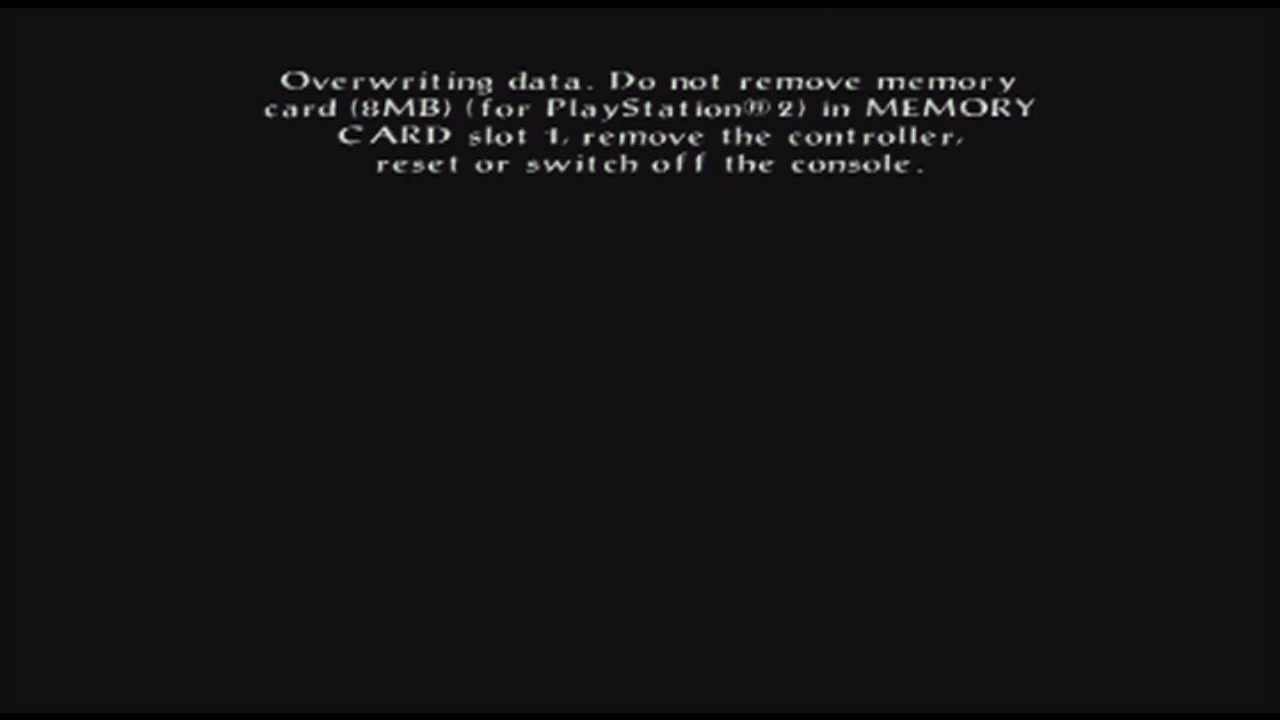 Overwriting data. Do not remove memory
card (8MB) (for PlayStation®2) in MEMORY
CARD slot 1, remove the controller,
reset or switch off the console.